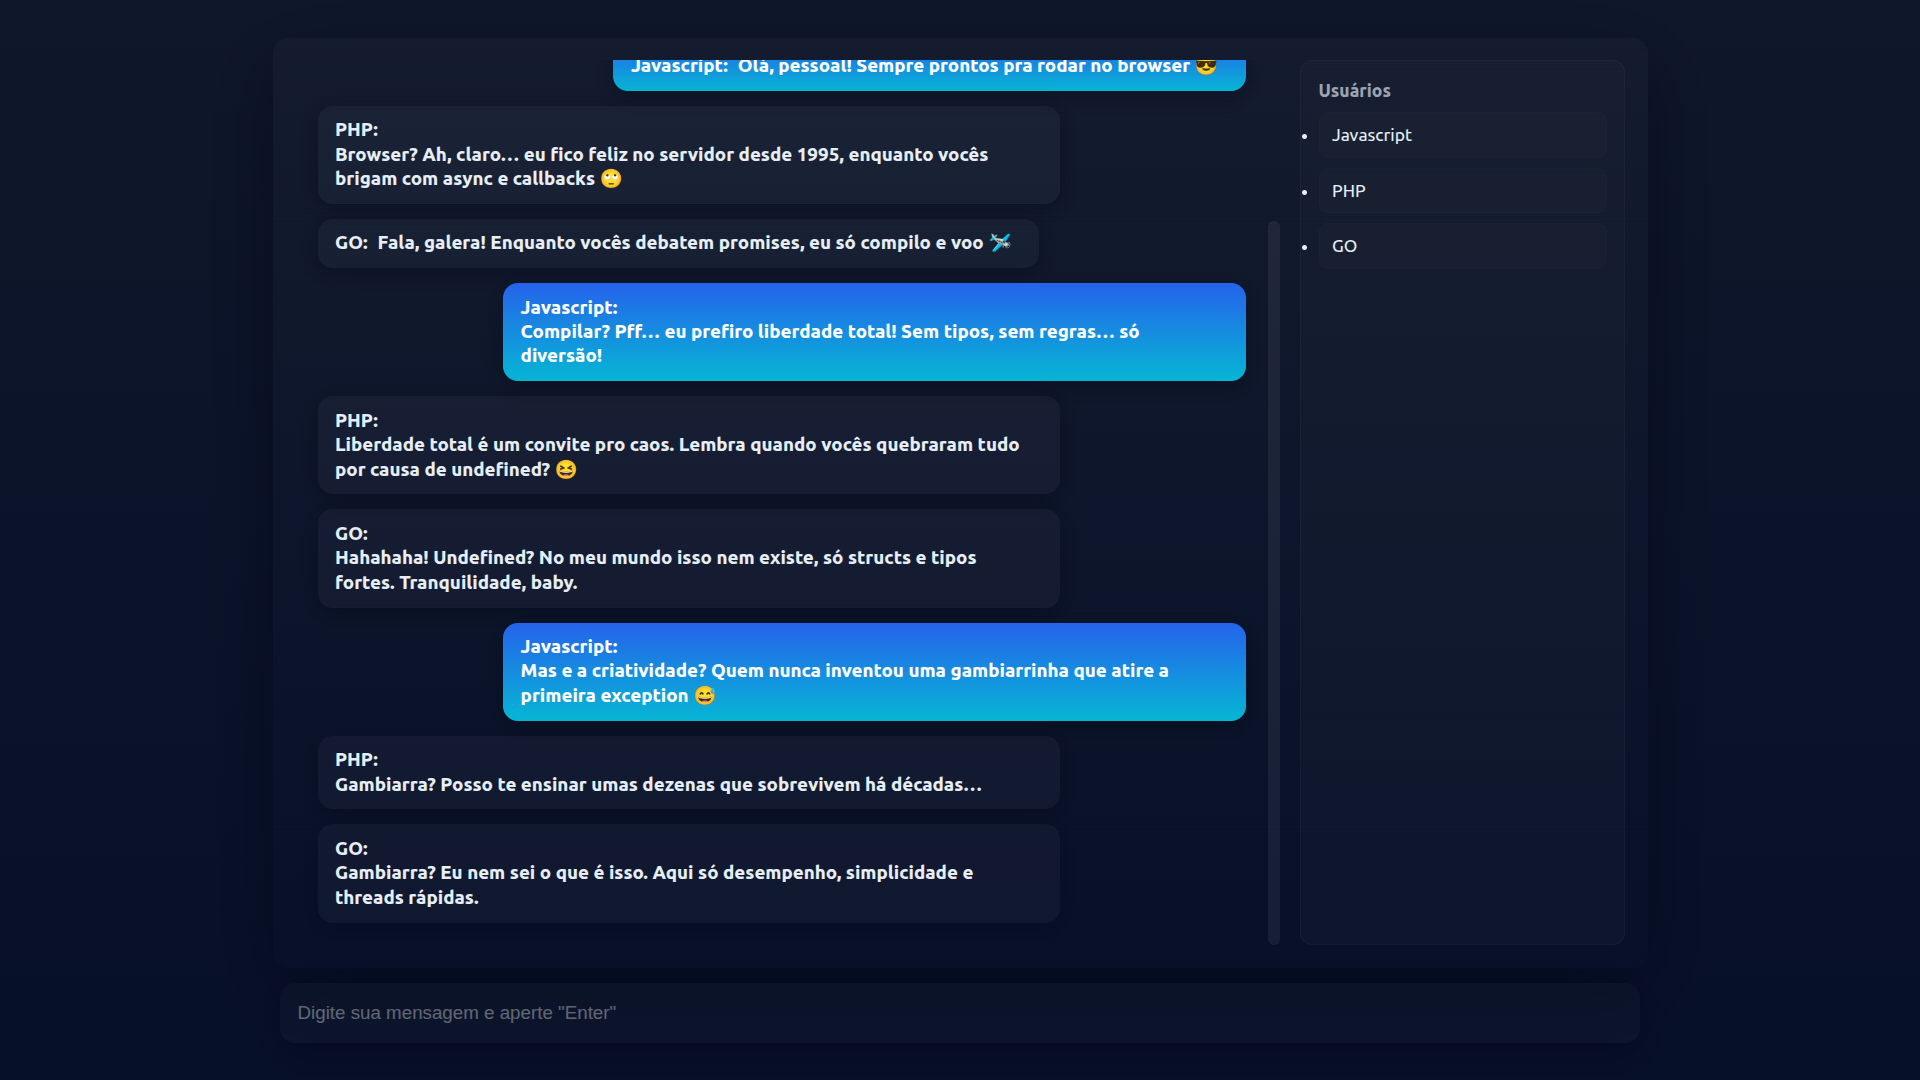 Javascript: Olá, pessoal! Sempre prontos pra rodar no browser 😎
PHP:
Browser? Ah, claro... eu fico feliz no servidor desde 1995, enquanto vocês
brigam com async e callbacks 🙄
GO: Fala, galera! Enquanto vocês debatem promises, eu só compilo e voo 🛩️
Javascript:
Compilar? Pff... eu prefiro liberdade total! Sem tipos, sem regras... só
diversão!
PHP:
Liberdade total é um convite pro caos. Lembra quando vocês quebraram tudo
por causa de undefined? 😆
GO:
Hahahaha! Undefined? No meu mundo isso nem existe, só structs e tipos
fortes. Tranquilidade, baby.
Javascript:
Mas e a criatividade? Quem nunca inventou uma gambiarrinha que atire a
primeira exception 😅
PHP:
Gambiarra? Posso te ensinar umas dezenas que sobrevivem há décadas...
GO:
Gambiarra? Eu nem sei o que é isso. Aqui só desempenho, simplicidade e
threads rápidas.
Usuários
Javascript
PHP
GO
Digite sua mensagem e aperte "Enter"